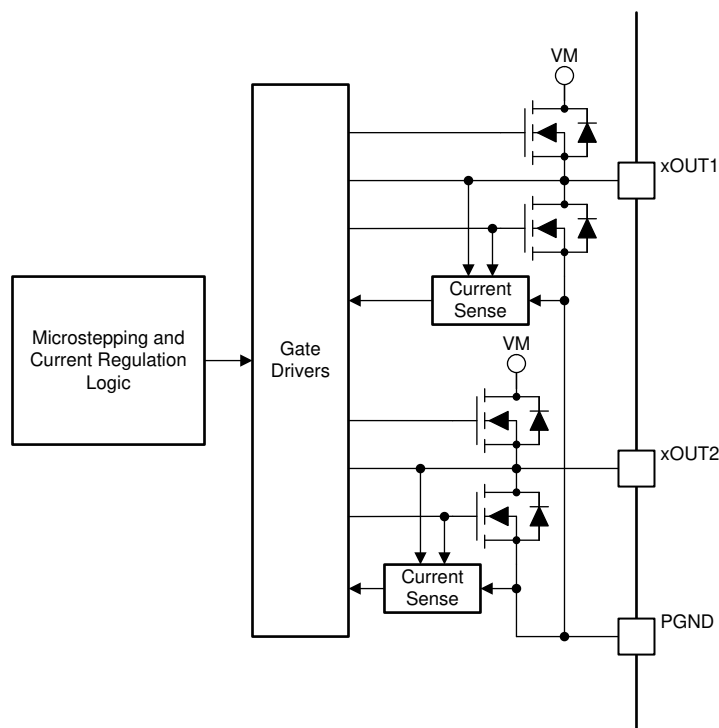 VM
xOUT1
Current
Sense
Microstepping and
Current Regulation
Logic
Gate
Drivers
VM
xOUT2
Current
Sense
PGND